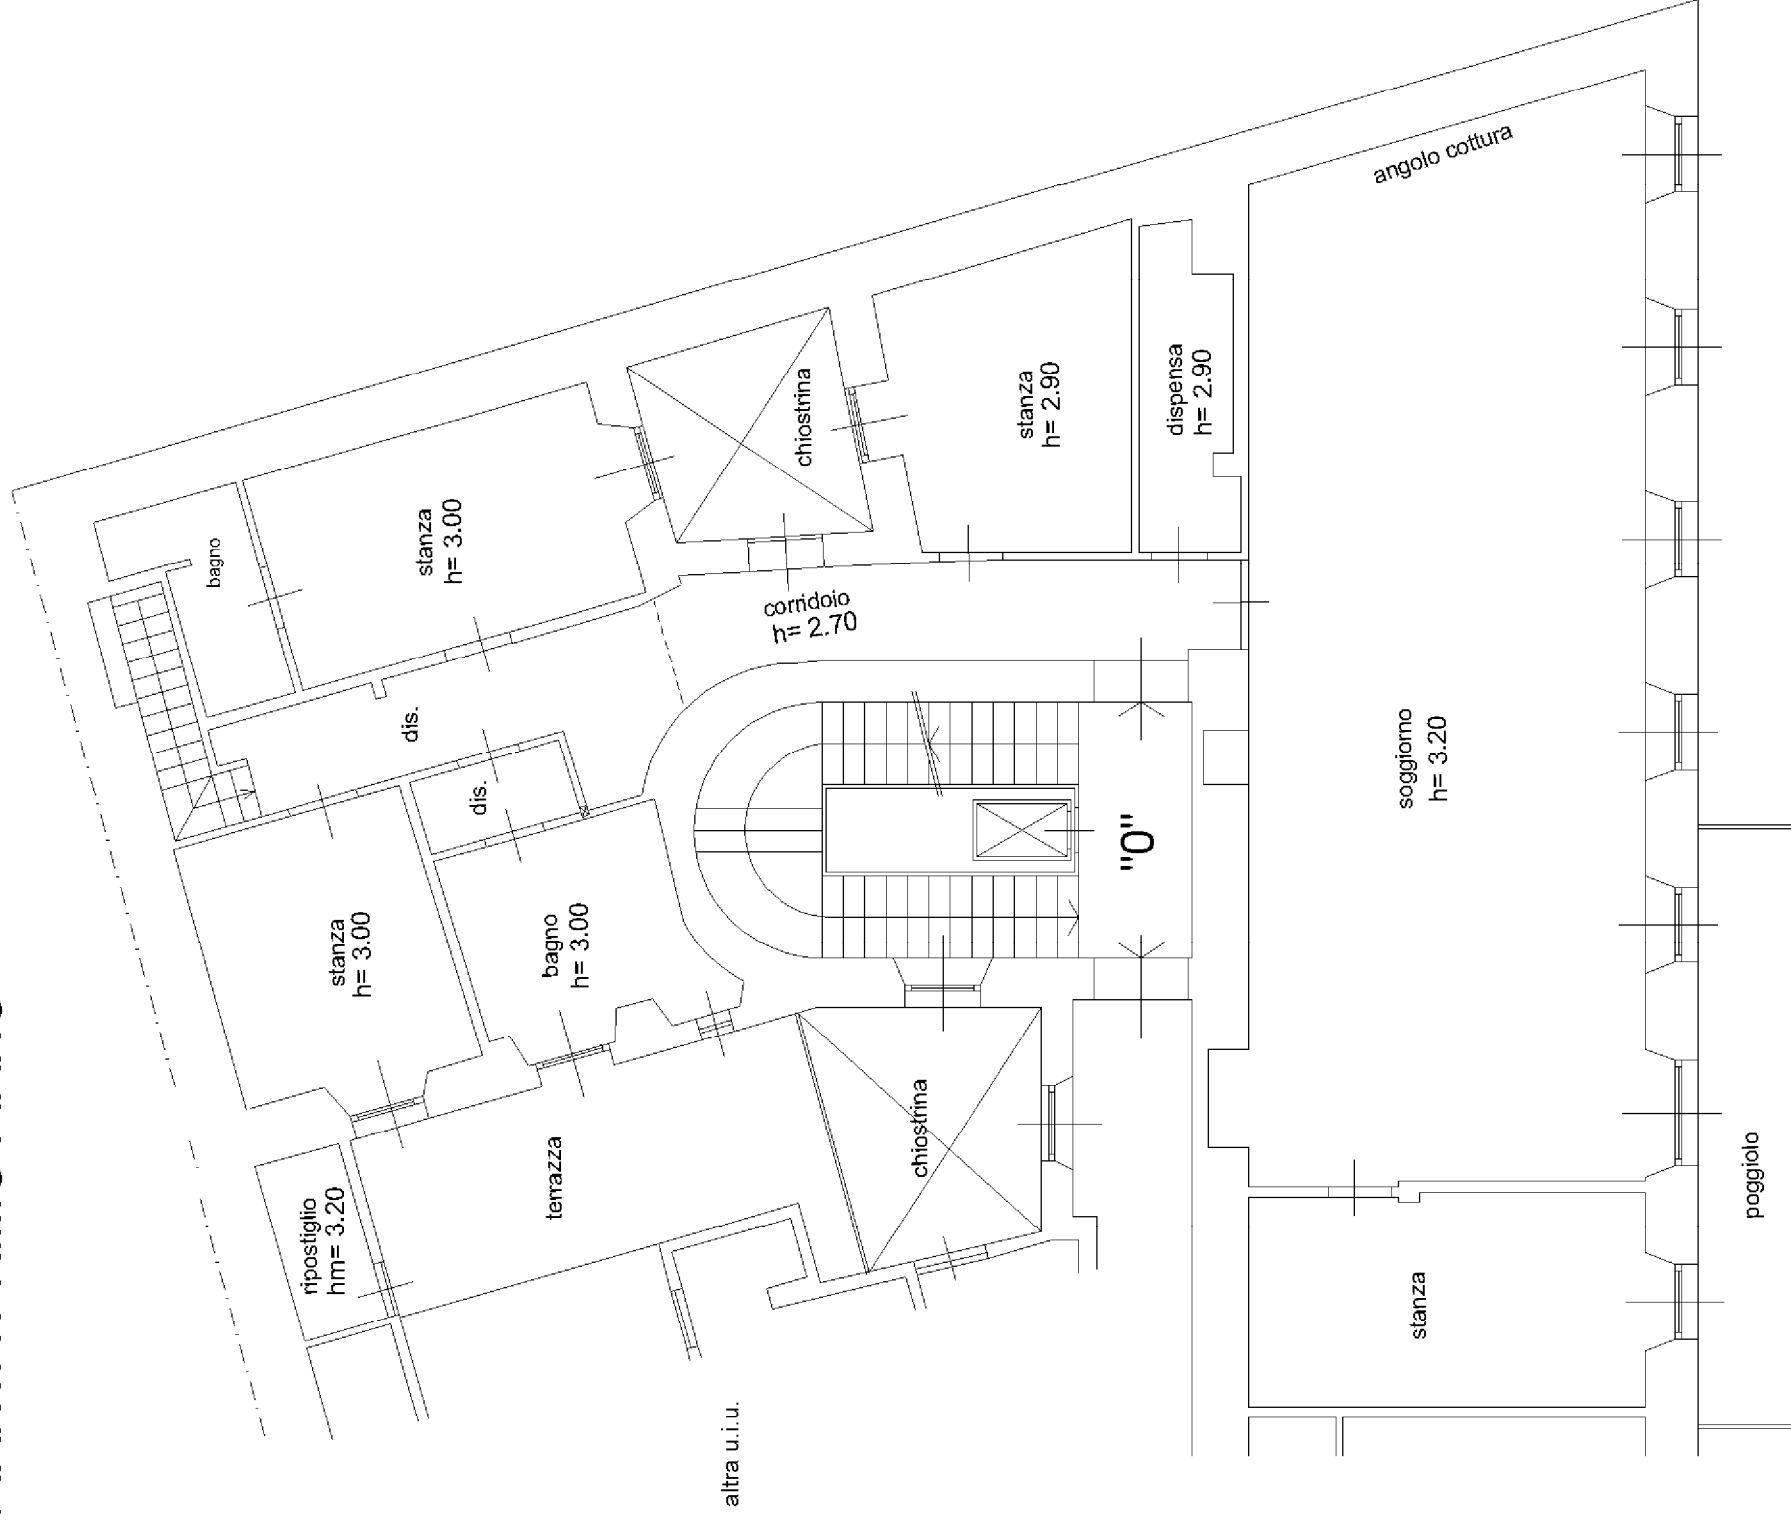 angolo cottura
bagno
stanza
h= 3.00
chiostrina
stanza
h= 2.90
dispensa
h= 2.90
corridoio
h= 2.70
dis.
dis.
soggiorno
h= 3.20
"O"
stanza
h= 3.00
bagno
h= 3.00
chiostrina
terrazza
ripostiglio
hm= 3.20
poggiolo
stanza
altra u.i.u.